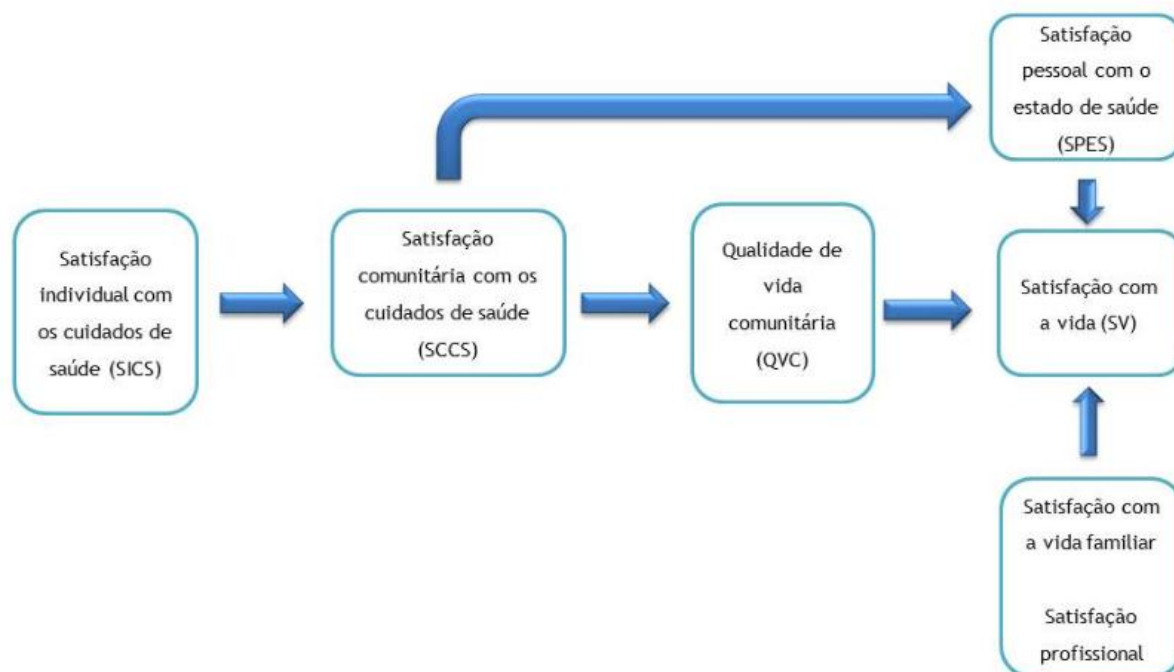 Satisfação
pessoal com o
estado de saúde
(SPES)
Satisfação
individual com
os cuidados de
saúde (SICS)
Satisfação
comunitária com os
cuidados de saúde
(SCCS)
Qualidade de
vida
comunitária
(QVC)
Satisfação com
a vida (SV)
Satisfação com
a vida familiar
Satisfação
profissional